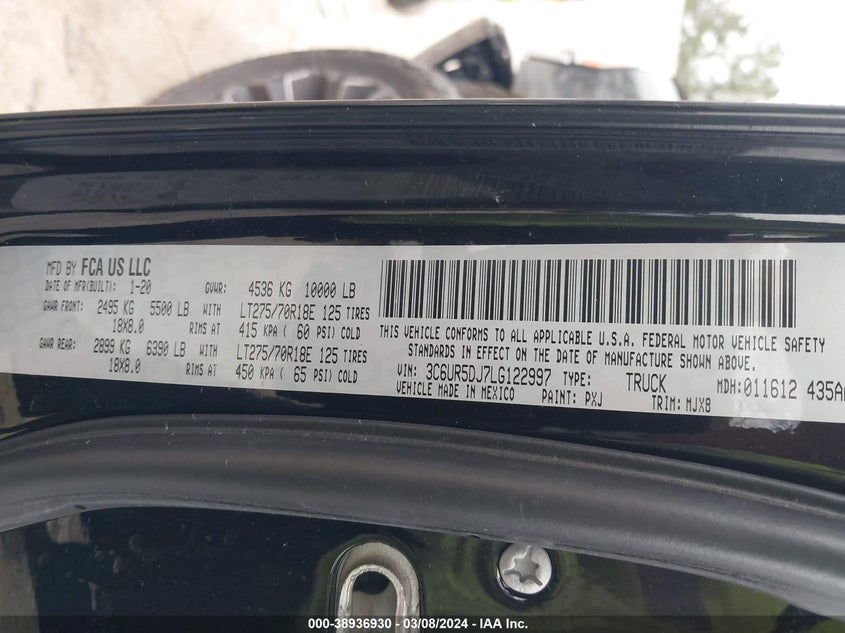 MFD BY FCA US LLC
DATE OF MFR(BUILT): 1-20 GVWR: 4536 KG 10000 LB
GAWR FRONT: 2495 KG 5500 LB WITH LT275/70R18E 125 TIRES
18X8.0 RIMS AT 415 KPA ( 60 PSI) COLD
GAWR REAR: 2899 KG 6390 LB WITH LT275/70R18E 125 TIRES
18X8.0 RIMS AT 450 KPA ( 65 PSI) COLD
THIS VEHICLE CONFORMS TO ALL APPLICABLE U.S.A. FEDERAL MOTOR VEHICLE SAFETY
STANDARDS IN EFFECT ON THE DATE OF MANUFACTURE SHOWN ABOVE.
VIN: 3C6UR5DJ7LG122997 TYPE: TRUCK MDH: 011612 435A
VEHICLE MADE IN MEXICO PAINT: PXJ TRIM: MJX8
000-38936930 - 03/08/2024 - IAA Inc.